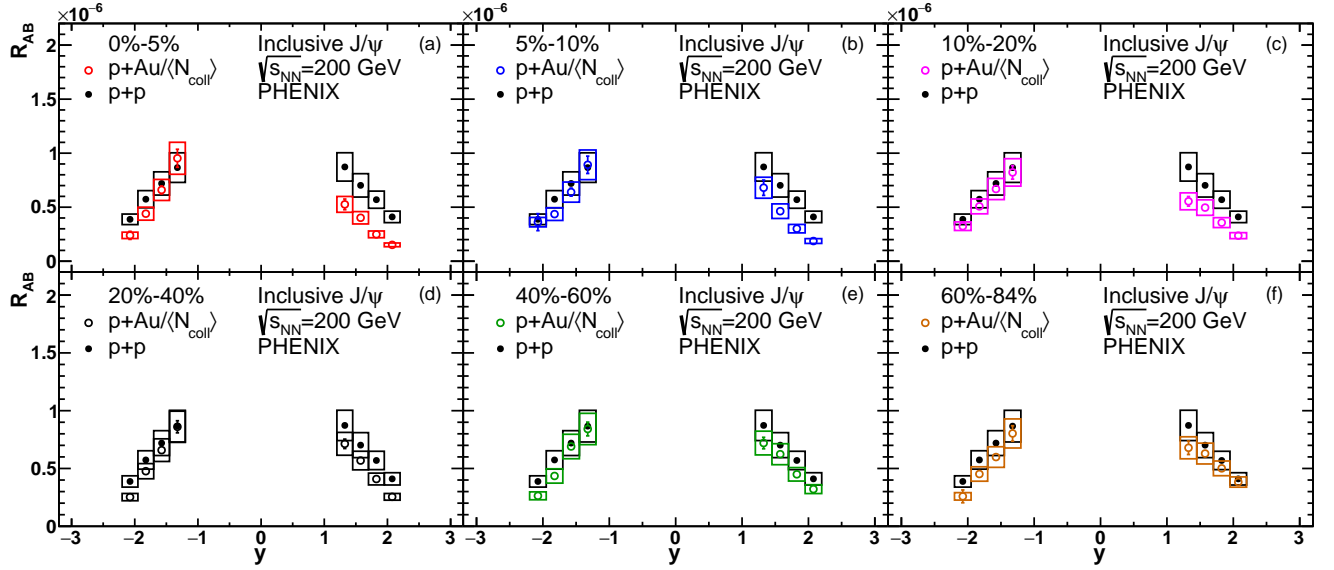 ×10⁻⁶ ×10⁻⁶ ×10⁻⁶
R_AB
2
1.5
1
0.5
0
0%-5% Inclusive J/ψ (a)
p+Au/⟨N_coll⟩ √s_NN=200 GeV
p+p PHENIX
5%-10% Inclusive J/ψ (b)
p+Au/⟨N_coll⟩ √s_NN=200 GeV
p+p PHENIX
10%-20% Inclusive J/ψ (c)
p+Au/⟨N_coll⟩ √s_NN=200 GeV
p+p PHENIX
R_AB
2
1.5
1
0.5
0
20%-40% Inclusive J/ψ (d)
p+Au/⟨N_coll⟩ √s_NN=200 GeV
p+p PHENIX
40%-60% Inclusive J/ψ (e)
p+Au/⟨N_coll⟩ √s_NN=200 GeV
p+p PHENIX
60%-84% Inclusive J/ψ (f)
p+Au/⟨N_coll⟩ √s_NN=200 GeV
p+p PHENIX
−3 −2 −1 0 1 2 3 −2 −1 0 1 2 3 −2 −1 0 1 2 3
y y y